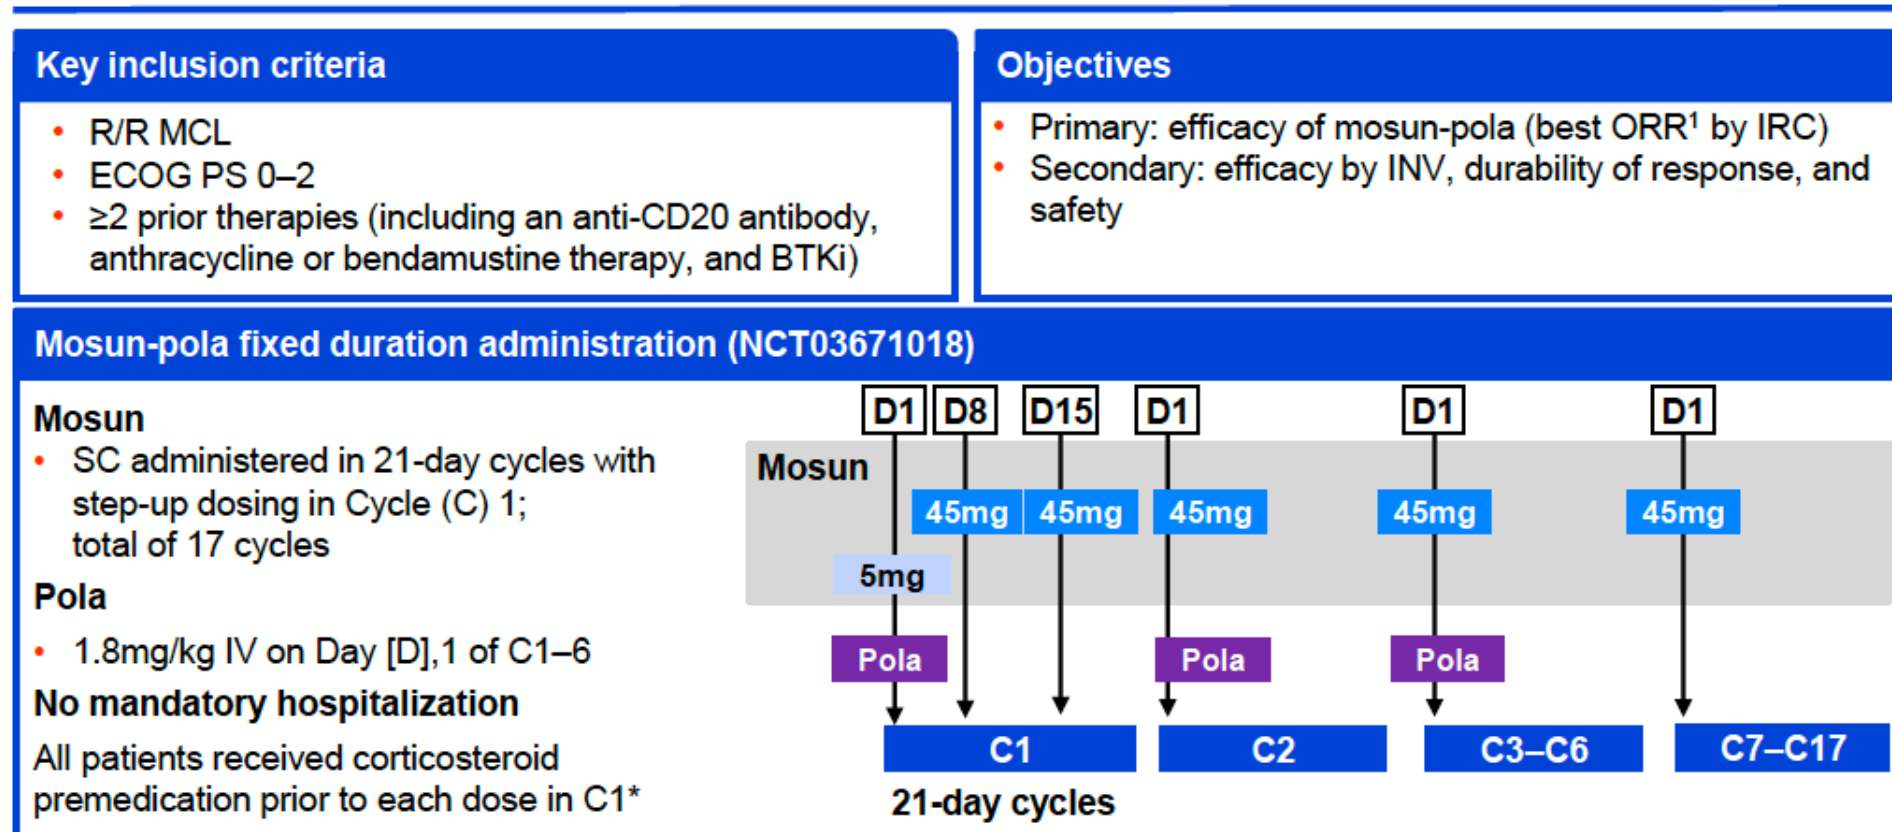 Key inclusion criteria
• R/R MCL
• ECOG PS 0–2
• ≥2 prior therapies (including an anti-CD20 antibody,
anthracycline or bendamustine therapy, and BTKi)
Objectives
• Primary: efficacy of mosun-pola (best ORR¹ by IRC)
• Secondary: efficacy by INV, durability of response, and
safety
Mosun-pola fixed duration administration (NCT03671018)
Mosun
• SC administered in 21-day cycles with
step-up dosing in Cycle (C) 1;
total of 17 cycles
Pola
• 1.8mg/kg IV on Day [D],1 of C1–6
No mandatory hospitalization
All patients received corticosteroid
premedication prior to each dose in C1*
D1 D8 D15 D1 D1 D1
Mosun
45mg 45mg 45mg 45mg 45mg
5mg
Pola Pola Pola
C1 C2 C3–C6 C7–C17
21-day cycles